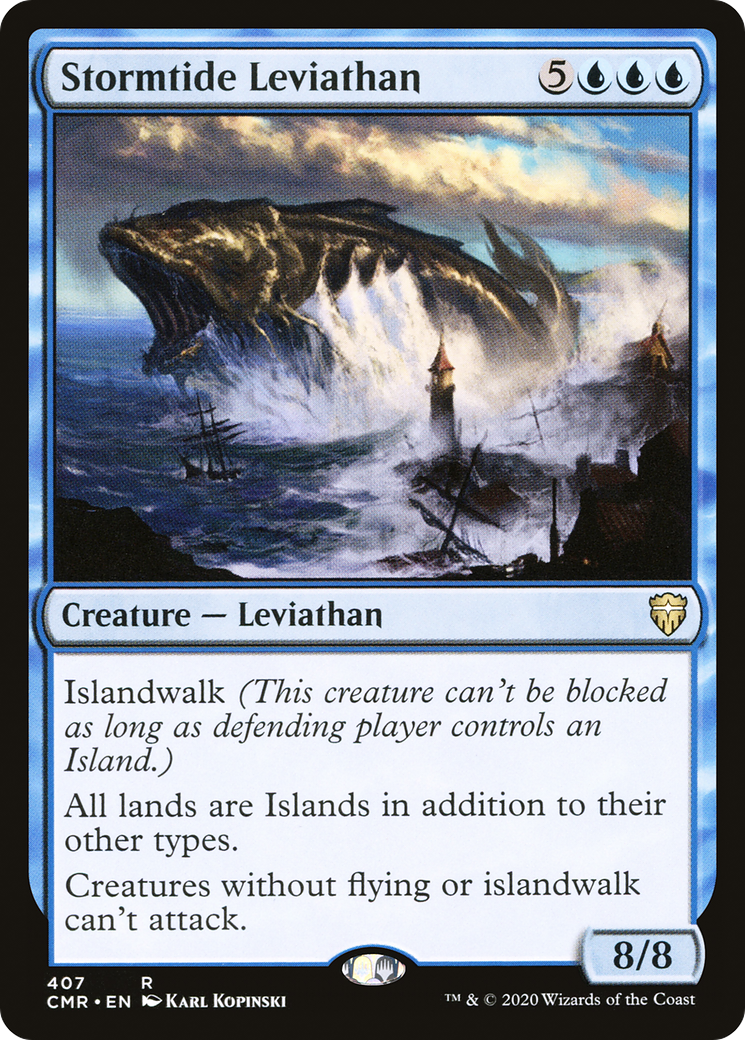 Stormtide Leviathan 5
Creature — Leviathan
Islandwalk (This creature can't be blocked
as long as defending player controls an
Island.)
All lands are Islands in addition to their
other types.
Creatures without flying or islandwalk
can't attack.
8/8
407 R
CMR • EN Karl Kopinski
™ & © 2020 Wizards of the Coast